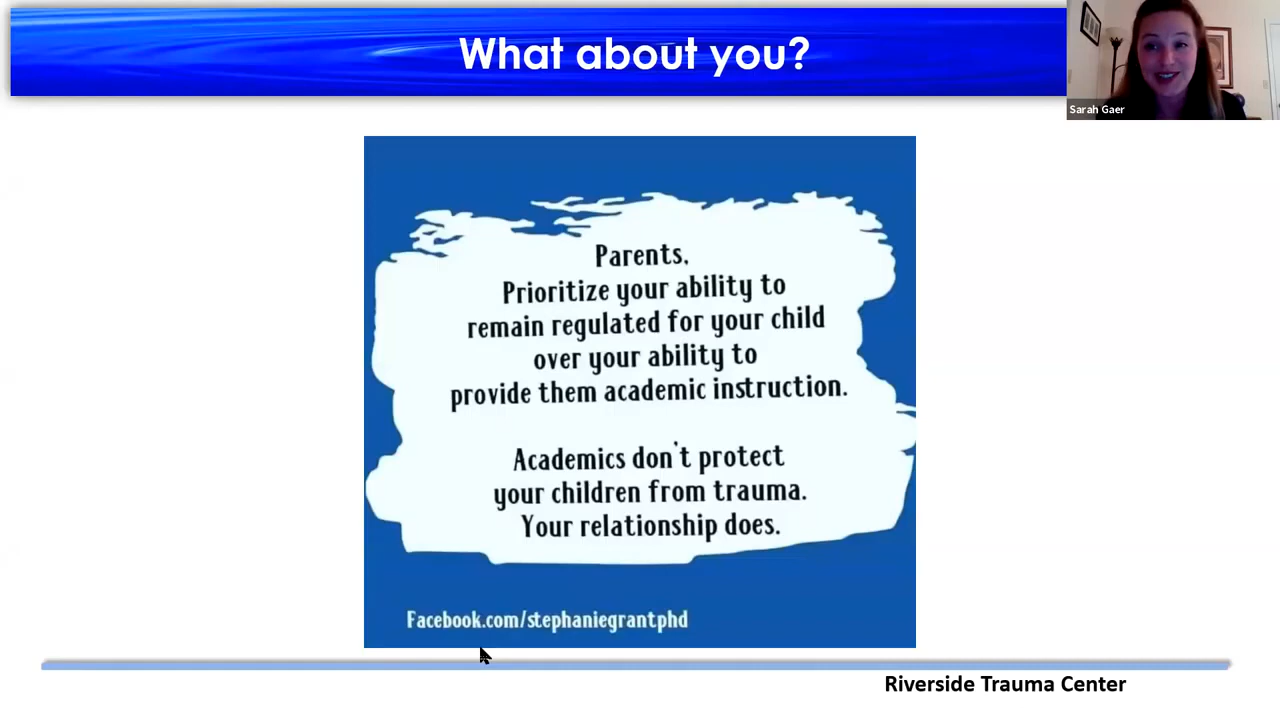 What about you?
Sarah Gaer
Parents,
Prioritize your ability to
remain regulated for your child
over your ability to
provide them academic instruction.
Academics don't protect
your children from trauma.
Your relationship does.
Facebook.com/stephaniegrantphd
Riverside Trauma Center